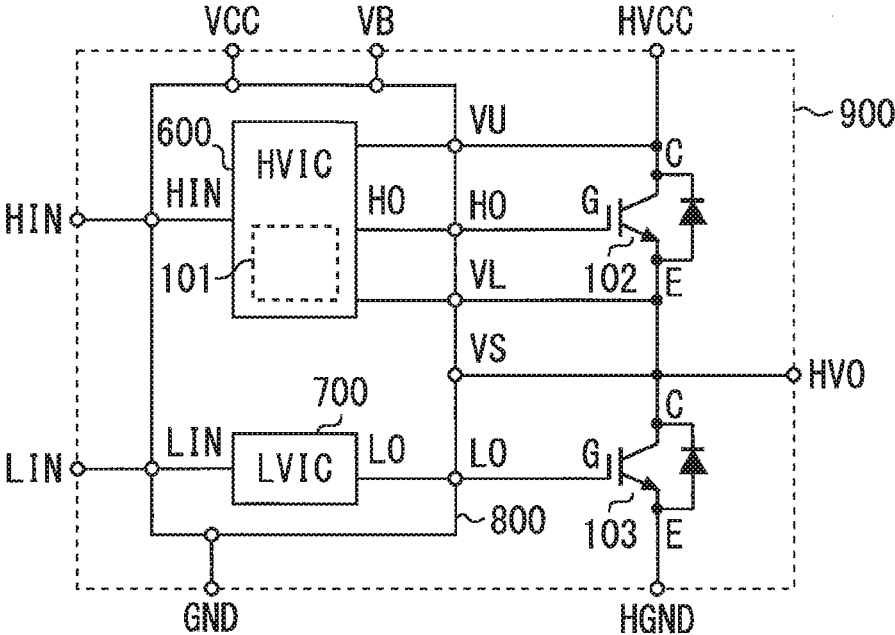 VCC VB HVCC
900
VU
600 HVIC C
HIN HIN HO HO G
101 102 E
VL
VS
HVO
700 C
LIN LIN LVIC LO LO G
800 103 E
GND HGND